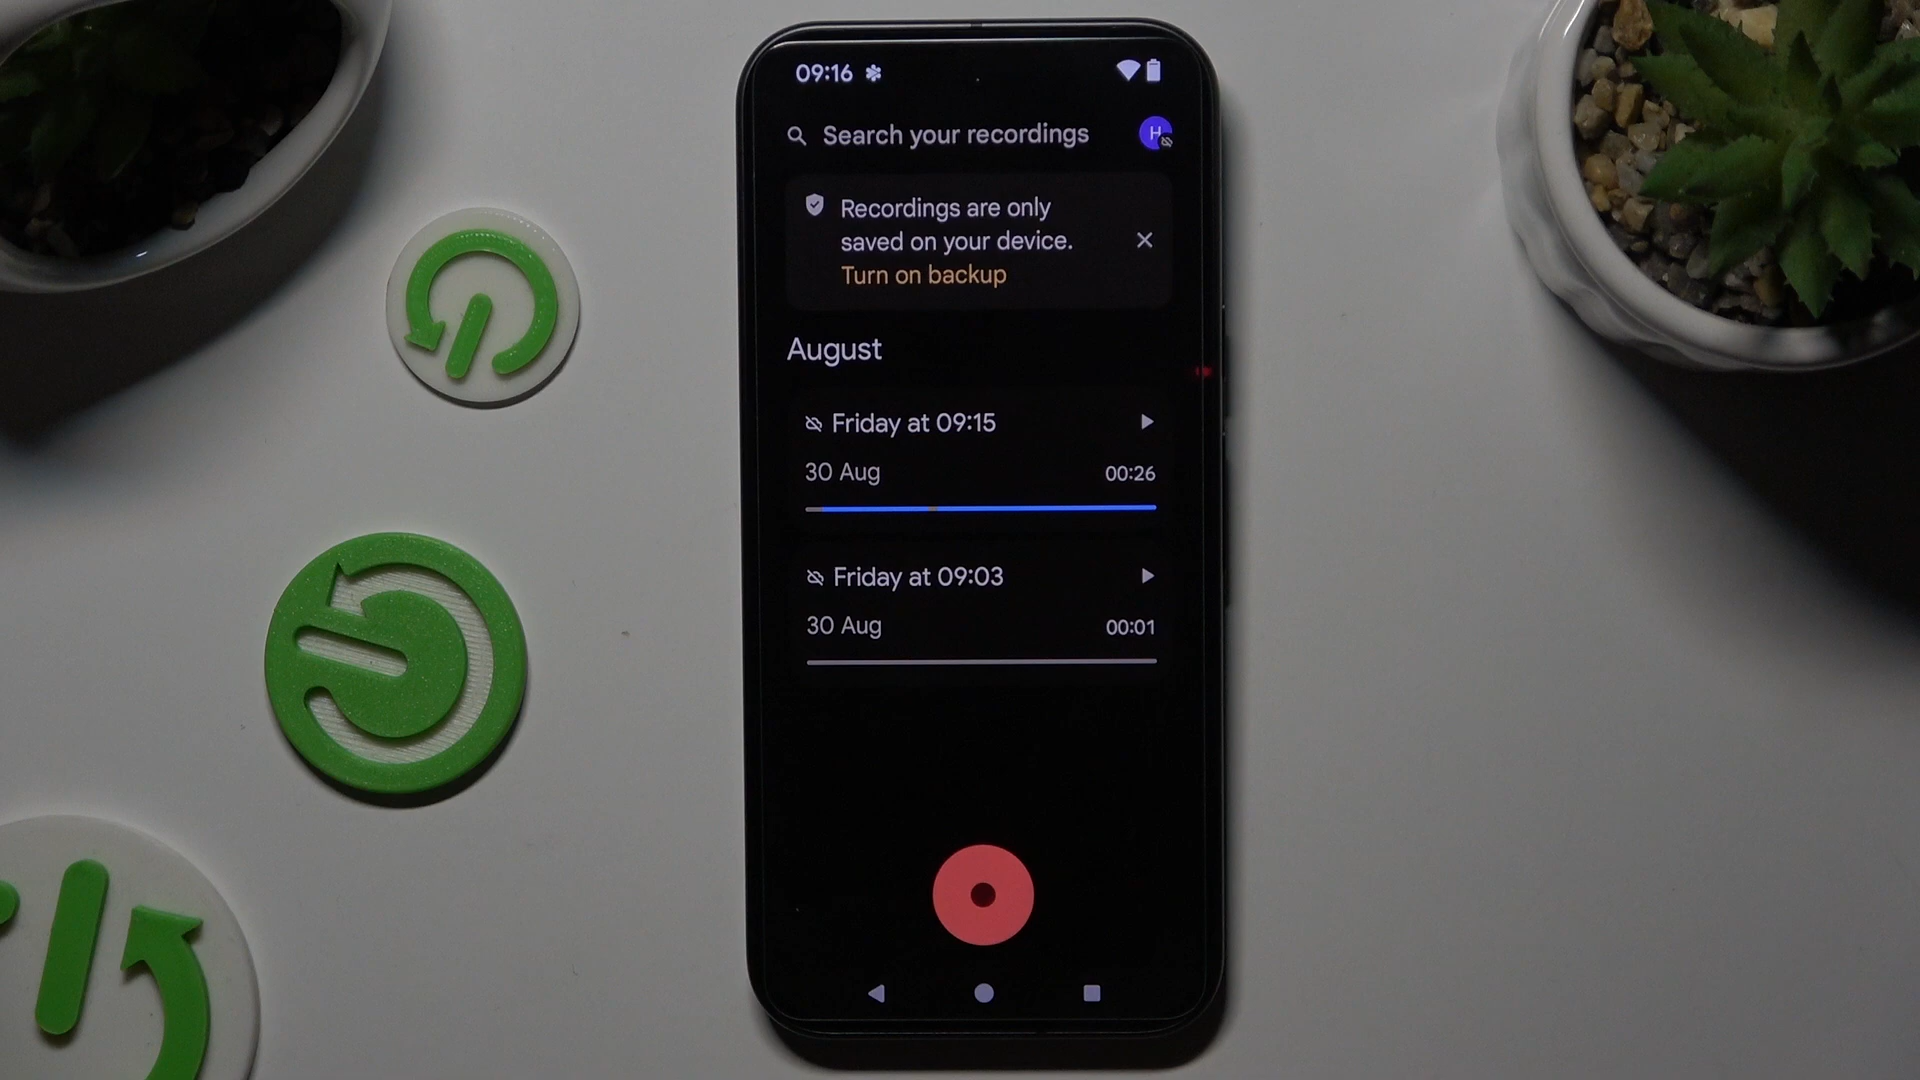 09:16
Search your recordings
H
Recordings are only
saved on your device.
Turn on backup
August
Friday at 09:15
30 Aug
00:26
Friday at 09:03
30 Aug
00:01